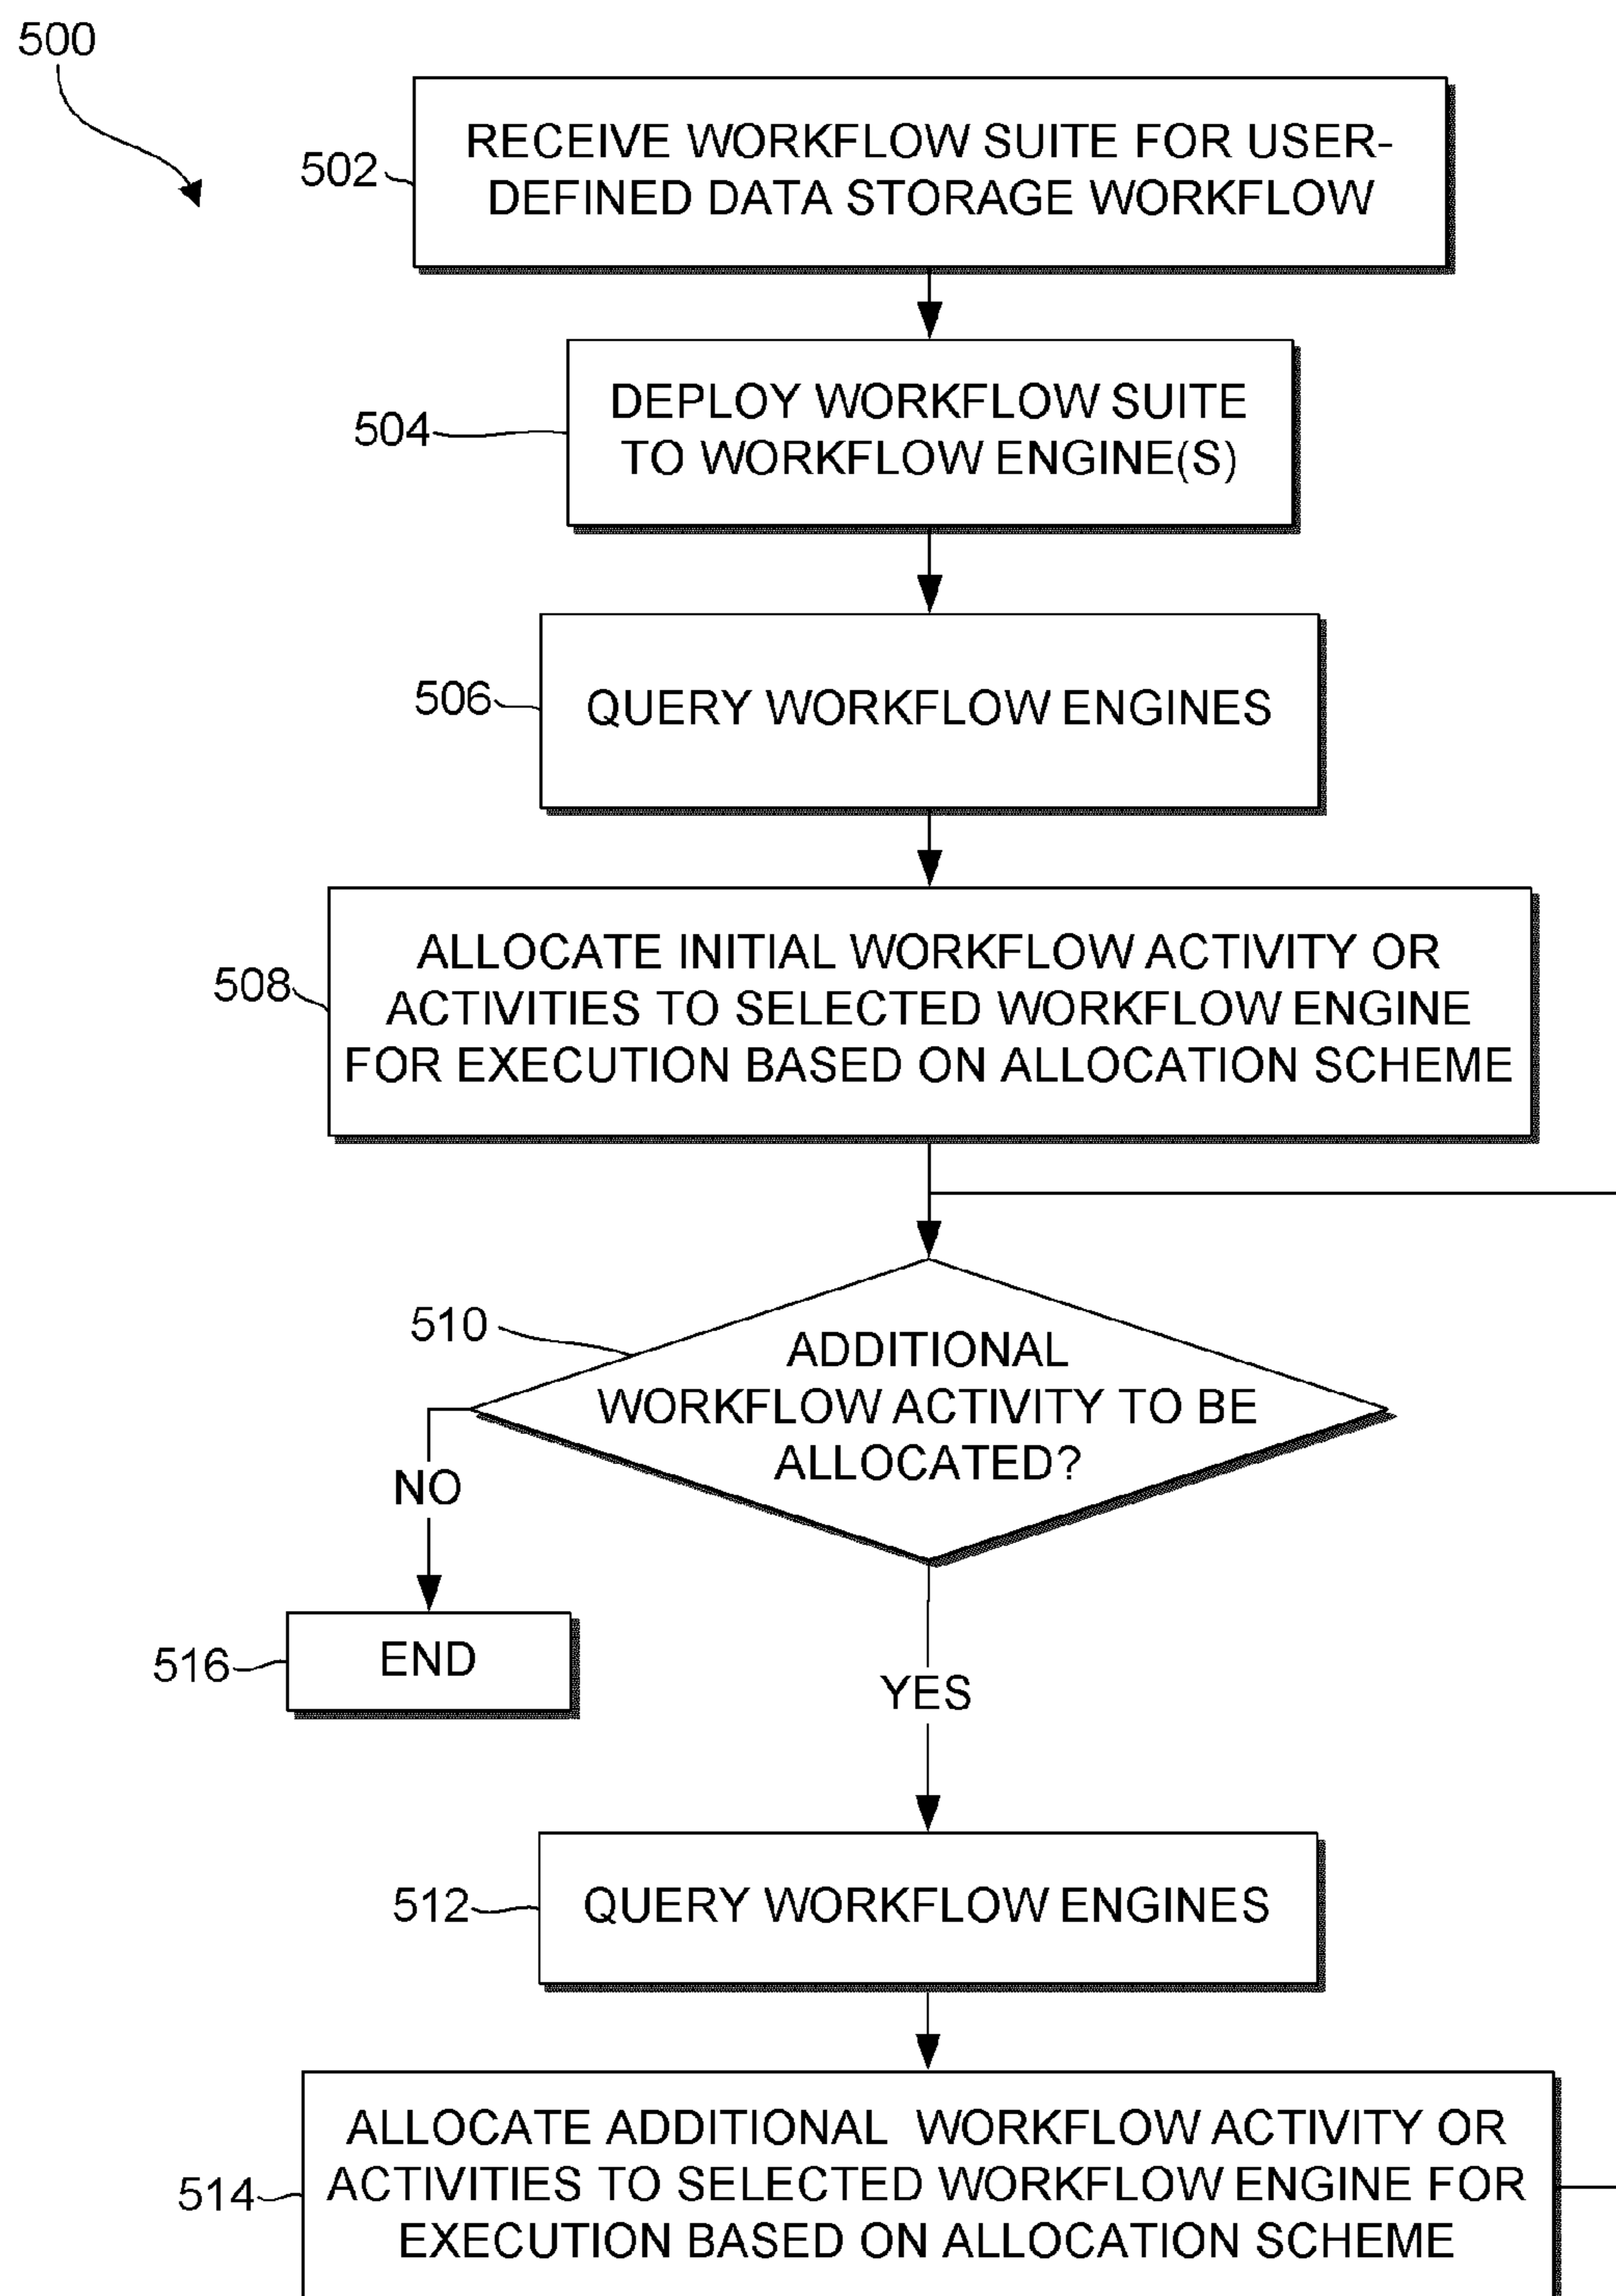 500
502
RECEIVE WORKFLOW SUITE FOR USER-
DEFINED DATA STORAGE WORKFLOW
504
DEPLOY WORKFLOW SUITE
TO WORKFLOW ENGINE(S)
506
QUERY WORKFLOW ENGINES
508
ALLOCATE INITIAL WORKFLOW ACTIVITY OR
ACTIVITIES TO SELECTED WORKFLOW ENGINE
FOR EXECUTION BASED ON ALLOCATION SCHEME
510
ADDITIONAL
WORKFLOW ACTIVITY TO BE
ALLOCATED?
NO
516
END
YES
512
QUERY WORKFLOW ENGINES
514
ALLOCATE ADDITIONAL WORKFLOW ACTIVITY OR
ACTIVITIES TO SELECTED WORKFLOW ENGINE FOR
EXECUTION BASED ON ALLOCATION SCHEME